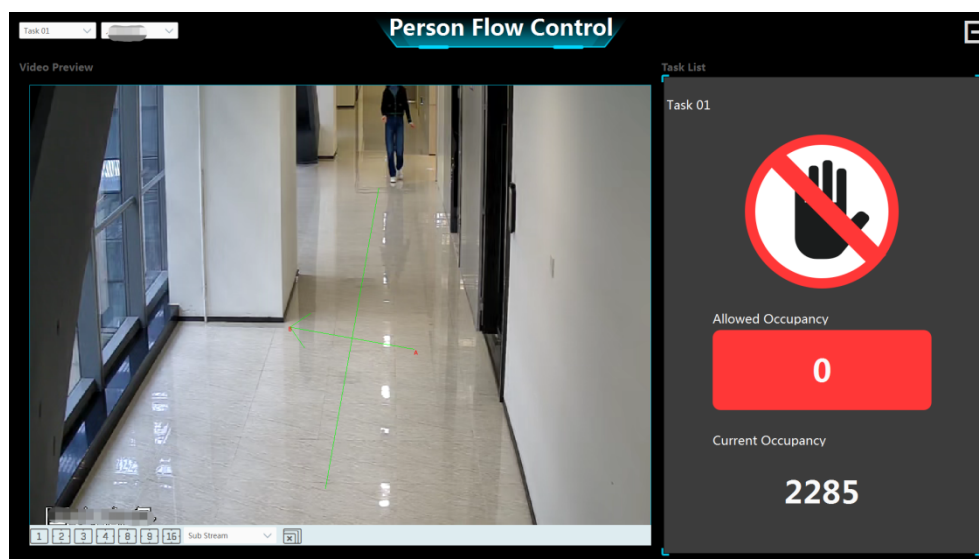 Person Flow Control
Task 01
Video Preview
Task List
Task 01
Allowed Occupancy
0
Current Occupancy
2285
B
A
1 2 3 4 8 9 16 Sub Stream